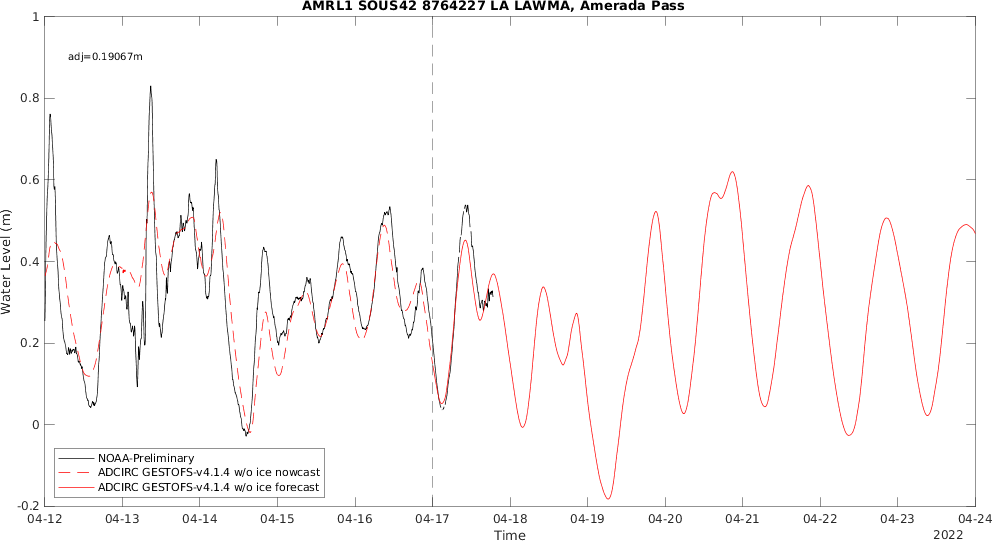 AMRL1 SOUS42 8764227 LA LAWMA, Amerada Pass
adj=0.19067m
Water Level (m)
1
0.8
0.6
0.4
0.2
0
-0.2
NOAA-Preliminary
ADCIRC GESTOFS-v4.1.4 w/o ice nowcast
ADCIRC GESTOFS-v4.1.4 w/o ice forecast
04-12 04-13 04-14 04-15 04-16 04-17 04-18 04-19 04-20 04-21 04-22 04-23 04-24
Time
2022